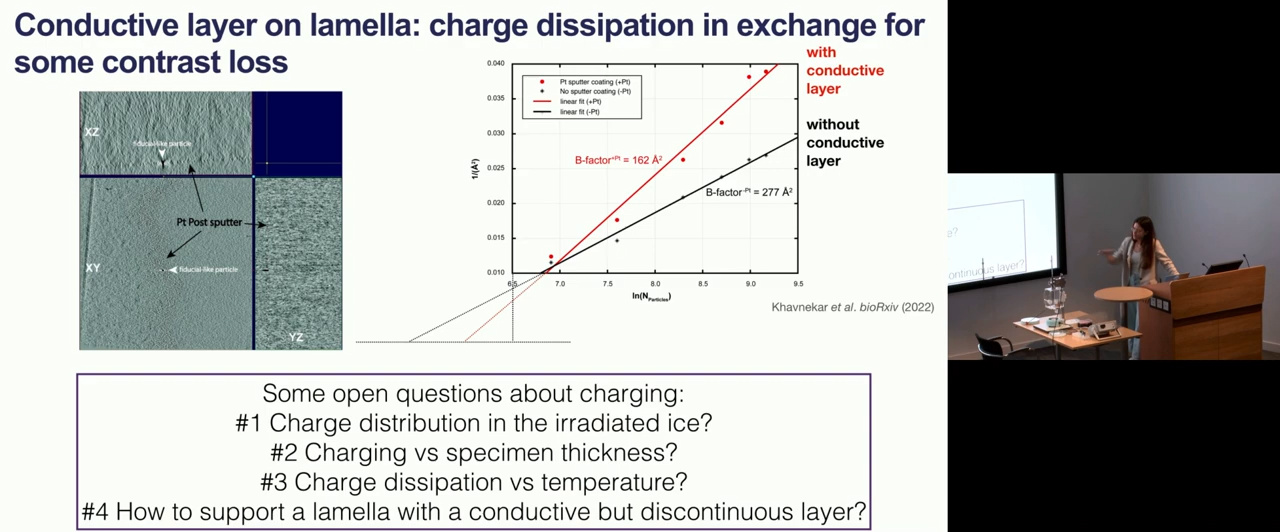 Conductive layer on lamella: charge dissipation in exchange for
some contrast loss
XZ
fiducial-like particle
Pt Post sputter
XY
fiducial-like particle
YZ
0.040
0.035
0.030
0.025
0.020
0.015
0.010
1/(Å²)
Pt sputter coating (+Pt)
No sputter coating (-Pt)
linear fit (+Pt)
linear fit (-Pt)
B-factor⁺ᴾᵗ = 162 Å²
B-factor⁻ᴾᵗ = 277 Å²
6.5 7.0 7.5 8.0 8.5 9.0 9.5
ln(N_Particles)
with
conductive
layer
without
conductive
layer
Khavnekar et al. bioRxiv (2022)
Some open questions about charging:
#1 Charge distribution in the irradiated ice?
#2 Charging vs specimen thickness?
#3 Charge dissipation vs temperature?
#4 How to support a lamella with a conductive but discontinuous layer?
e?
ontinuous layer?